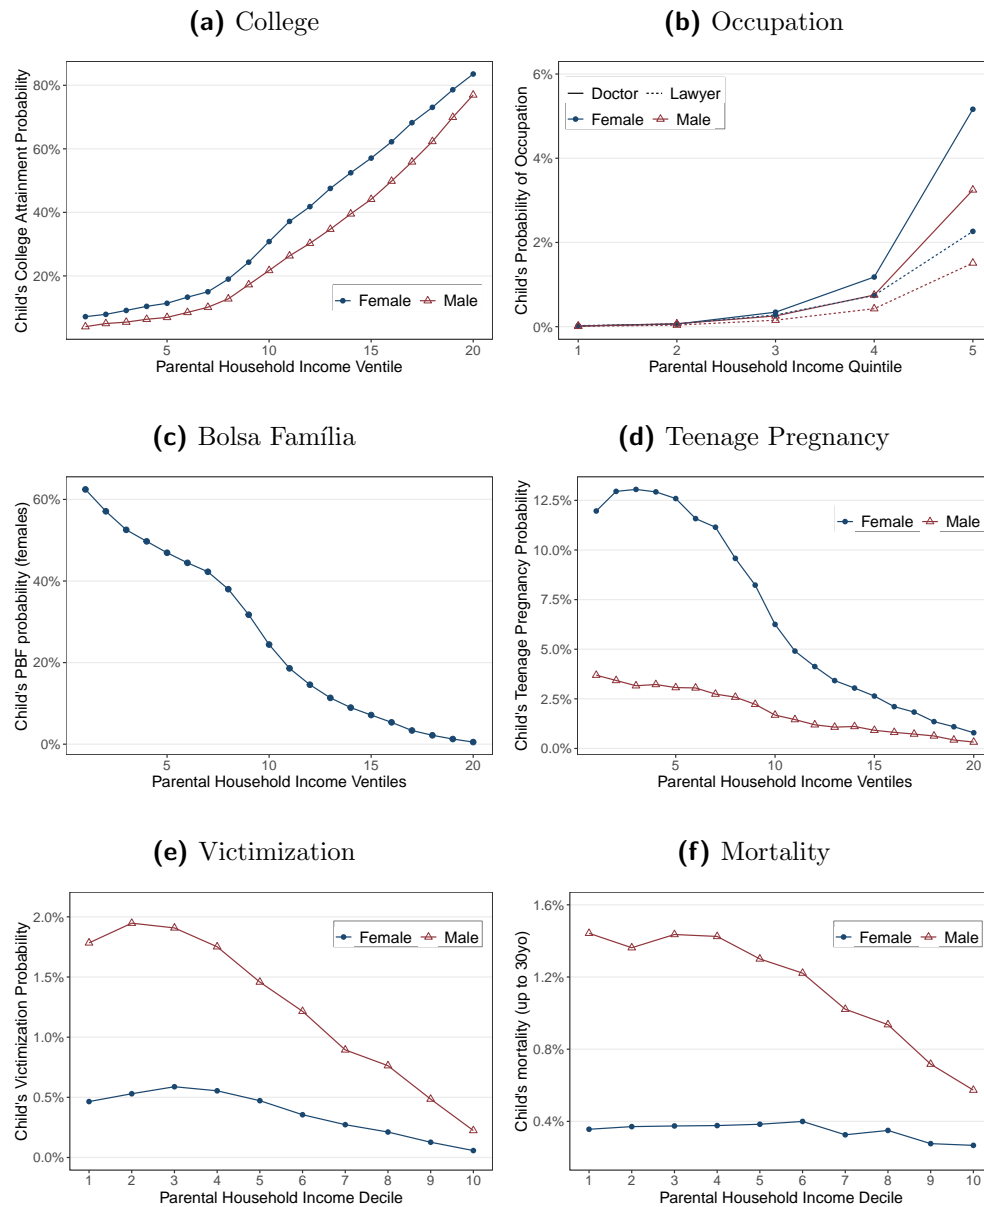 (a) College
Child's College Attainment Probability
80%
60%
40%
20%
Female Male
5 10 15 20
Parental Household Income Ventile
(b) Occupation
Child's Probability of Occupation
6%
4%
2%
0%
Doctor Lawyer
Female Male
1 2 3 4 5
Parental Household Income Quintile
(c) Bolsa Família
Child's PBF probability (females)
60%
40%
20%
0%
5 10 15 20
Parental Household Income Ventiles
(d) Teenage Pregnancy
Child's Teenage Pregnancy Probability
12.5%
10.0%
7.5%
5.0%
2.5%
0.0%
Female Male
5 10 15 20
Parental Household Income Ventiles
(e) Victimization
Child's Victimization Probability
2.0%
1.5%
1.0%
0.5%
0.0%
Female Male
1 2 3 4 5 6 7 8 9 10
Parental Household Income Decile
(f) Mortality
Child's mortality (up to 30yo)
1.6%
1.2%
0.8%
0.4%
Female Male
1 2 3 4 5 6 7 8 9 10
Parental Household Income Decile